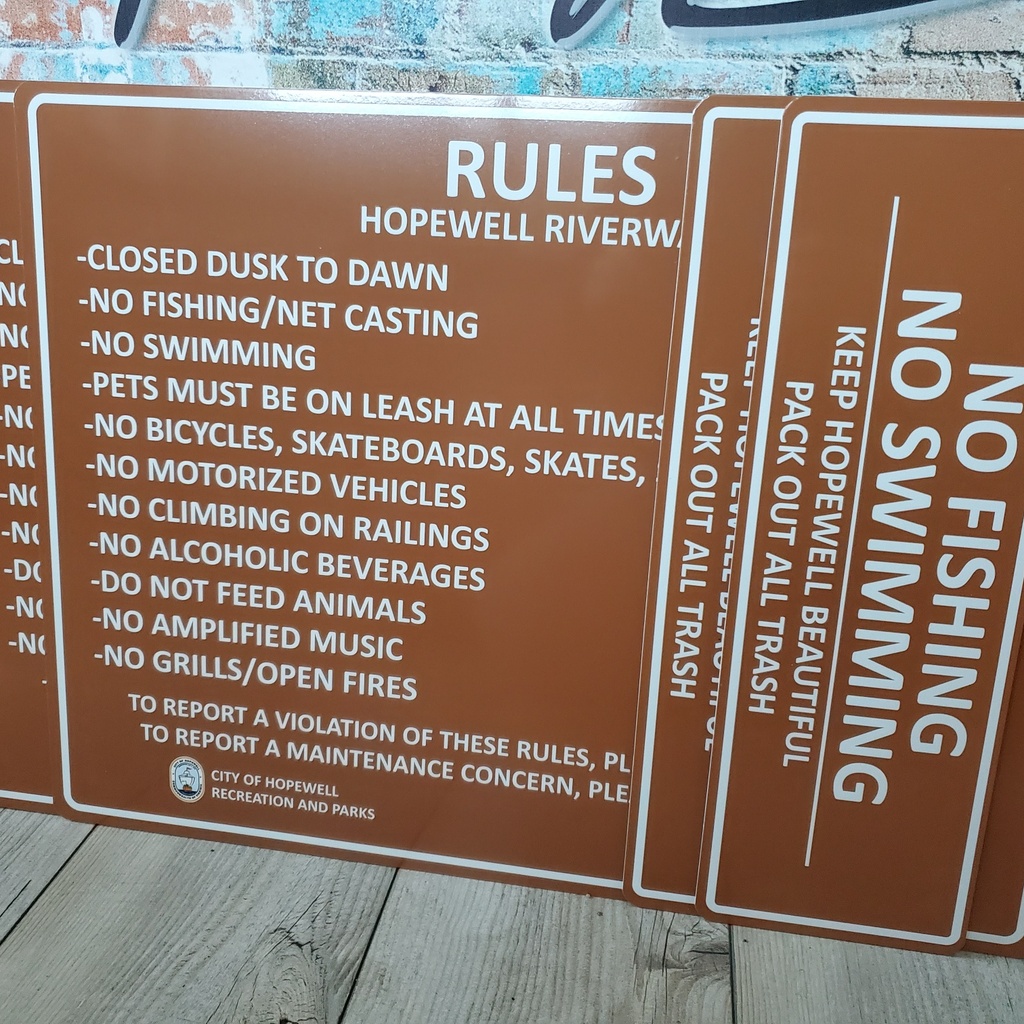 RULES
HOPEWELL
-CLOSED DUSK TO DAWN
-NO FISHING/NET CASTING
-NO SWIMMING
-PETS MUST BE ON LEASH AT ALL TIMES
-NO BICYCLES, SKATEBOARDS, SKATES,
-NO MOTORIZED VEHICLES
-NO CLIMBING ON RAILINGS
-NO ALCOHOLIC BEVERAGES
-DO NOT FEED ANIMALS
-NO AMPLIFIED MUSIC
-NO GRILLS/OPEN FIRES
TO REPORT A VIOLATION OF THESE RULES,
TO REPORT A MAINTENANCE CONCERN,
CITY OF HOPEWELL
RECREATION AND PARKS
PACK OUT ALL TRASH
NO FISHING
NO SWIMMING
KEEP HOPEWELL BEAUTIFUL
PACK OUT ALL TRASH